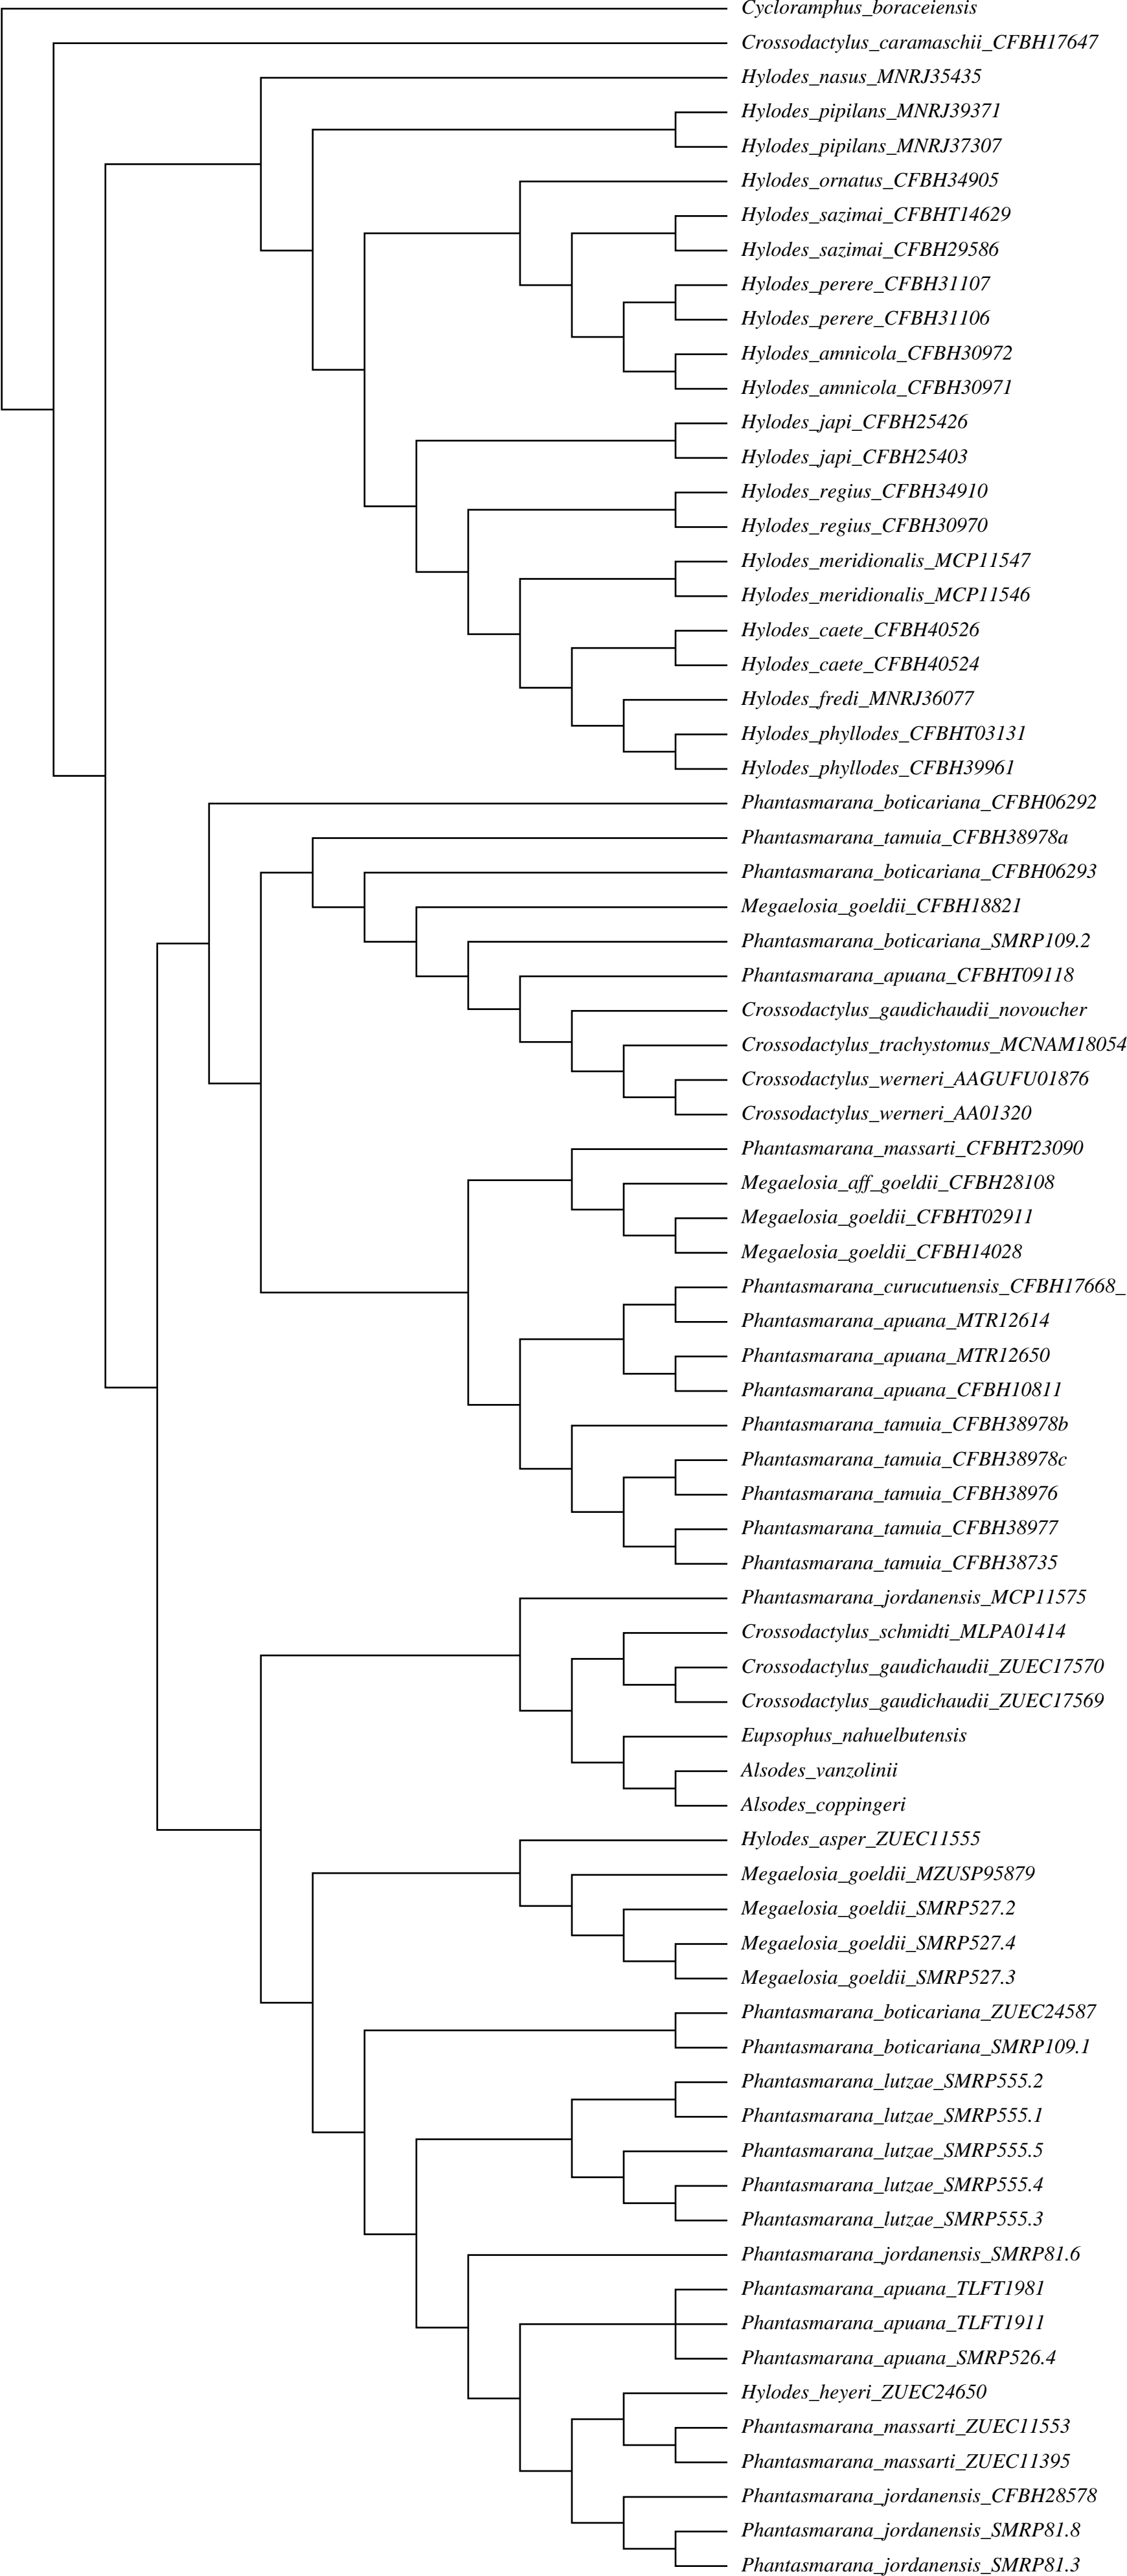 Cycloramphus_boraceiensis
Crossodactylus_caramaschii_CFBH17647
Hylodes_nasus_MNRJ35435
Hylodes_pipilans_MNRJ39371
Hylodes_pipilans_MNRJ37307
Hylodes_ornatus_CFBH34905
Hylodes_sazimai_CFBHT14629
Hylodes_sazimai_CFBH29586
Hylodes_perere_CFBH31107
Hylodes_perere_CFBH31106
Hylodes_amnicola_CFBH30972
Hylodes_amnicola_CFBH30971
Hylodes_japi_CFBH25426
Hylodes_japi_CFBH25403
Hylodes_regius_CFBH34910
Hylodes_regius_CFBH30970
Hylodes_meridionalis_MCP11547
Hylodes_meridionalis_MCP11546
Hylodes_caete_CFBH40526
Hylodes_caete_CFBH40524
Hylodes_fredi_MNRJ36077
Hylodes_phyllodes_CFBHT03131
Hylodes_phyllodes_CFBH39961
Phantasmarana_boticariana_CFBH06292
Phantasmarana_tamuia_CFBH38978a
Phantasmarana_boticariana_CFBH06293
Megaelosia_goeldii_CFBH18821
Phantasmarana_boticariana_SMRP109.2
Phantasmarana_apuana_CFBHT09118
Crossodactylus_gaudichaudii_novoucher
Crossodactylus_trachystomus_MCNAM18054
Crossodactylus_werneri_AAGUFU01876
Crossodactylus_werneri_AA01320
Phantasmarana_massarti_CFBHT23090
Megaelosia_aff_goeldii_CFBH28108
Megaelosia_goeldii_CFBHT02911
Megaelosia_goeldii_CFBH14028
Phantasmarana_curucutuensis_CFBH17668_
Phantasmarana_apuana_MTR12614
Phantasmarana_apuana_MTR12650
Phantasmarana_apuana_CFBH10811
Phantasmarana_tamuia_CFBH38978b
Phantasmarana_tamuia_CFBH38978c
Phantasmarana_tamuia_CFBH38976
Phantasmarana_tamuia_CFBH38977
Phantasmarana_tamuia_CFBH38735
Phantasmarana_jordanensis_MCP11575
Crossodactylus_schmidti_MLPA01414
Crossodactylus_gaudichaudii_ZUEC17570
Crossodactylus_gaudichaudii_ZUEC17569
Eupsophus_nahuelbutensis
Alsodes_vanzolinii
Alsodes_coppingeri
Hylodes_asper_ZUEC11555
Megaelosia_goeldii_MZUSP95879
Megaelosia_goeldii_SMRP527.2
Megaelosia_goeldii_SMRP527.4
Megaelosia_goeldii_SMRP527.3
Phantasmarana_boticariana_ZUEC24587
Phantasmarana_boticariana_SMRP109.1
Phantasmarana_lutzae_SMRP555.2
Phantasmarana_lutzae_SMRP555.1
Phantasmarana_lutzae_SMRP555.5
Phantasmarana_lutzae_SMRP555.4
Phantasmarana_lutzae_SMRP555.3
Phantasmarana_jordanensis_SMRP81.6
Phantasmarana_apuana_TLFT1981
Phantasmarana_apuana_TLFT1911
Phantasmarana_apuana_SMRP526.4
Hylodes_heyeri_ZUEC24650
Phantasmarana_massarti_ZUEC11553
Phantasmarana_massarti_ZUEC11395
Phantasmarana_jordanensis_CFBH28578
Phantasmarana_jordanensis_SMRP81.8
Phantasmarana_jordanensis_SMRP81.3